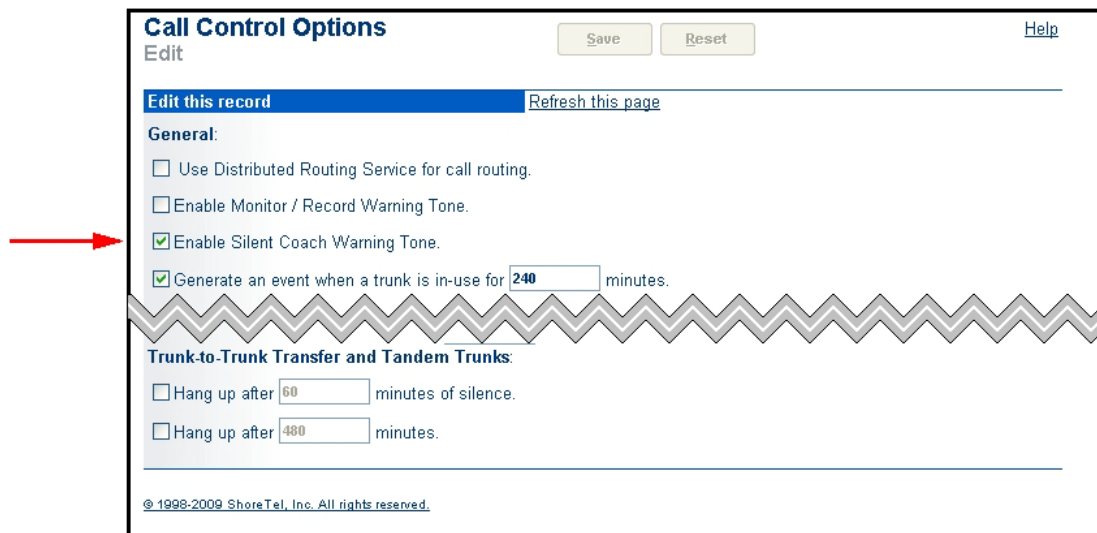 Call Control Options
Edit
Save
Reset
Help
Edit this record
Refresh this page
General:
Use Distributed Routing Service for call routing.
Enable Monitor / Record Warning Tone.
Enable Silent Coach Warning Tone.
Generate an event when a trunk is in-use for 240 minutes.
Trunk-to-Trunk Transfer and Tandem Trunks:
Hang up after 60 minutes of silence.
Hang up after 480 minutes.
© 1998-2009 ShoreTel, Inc. All rights reserved.